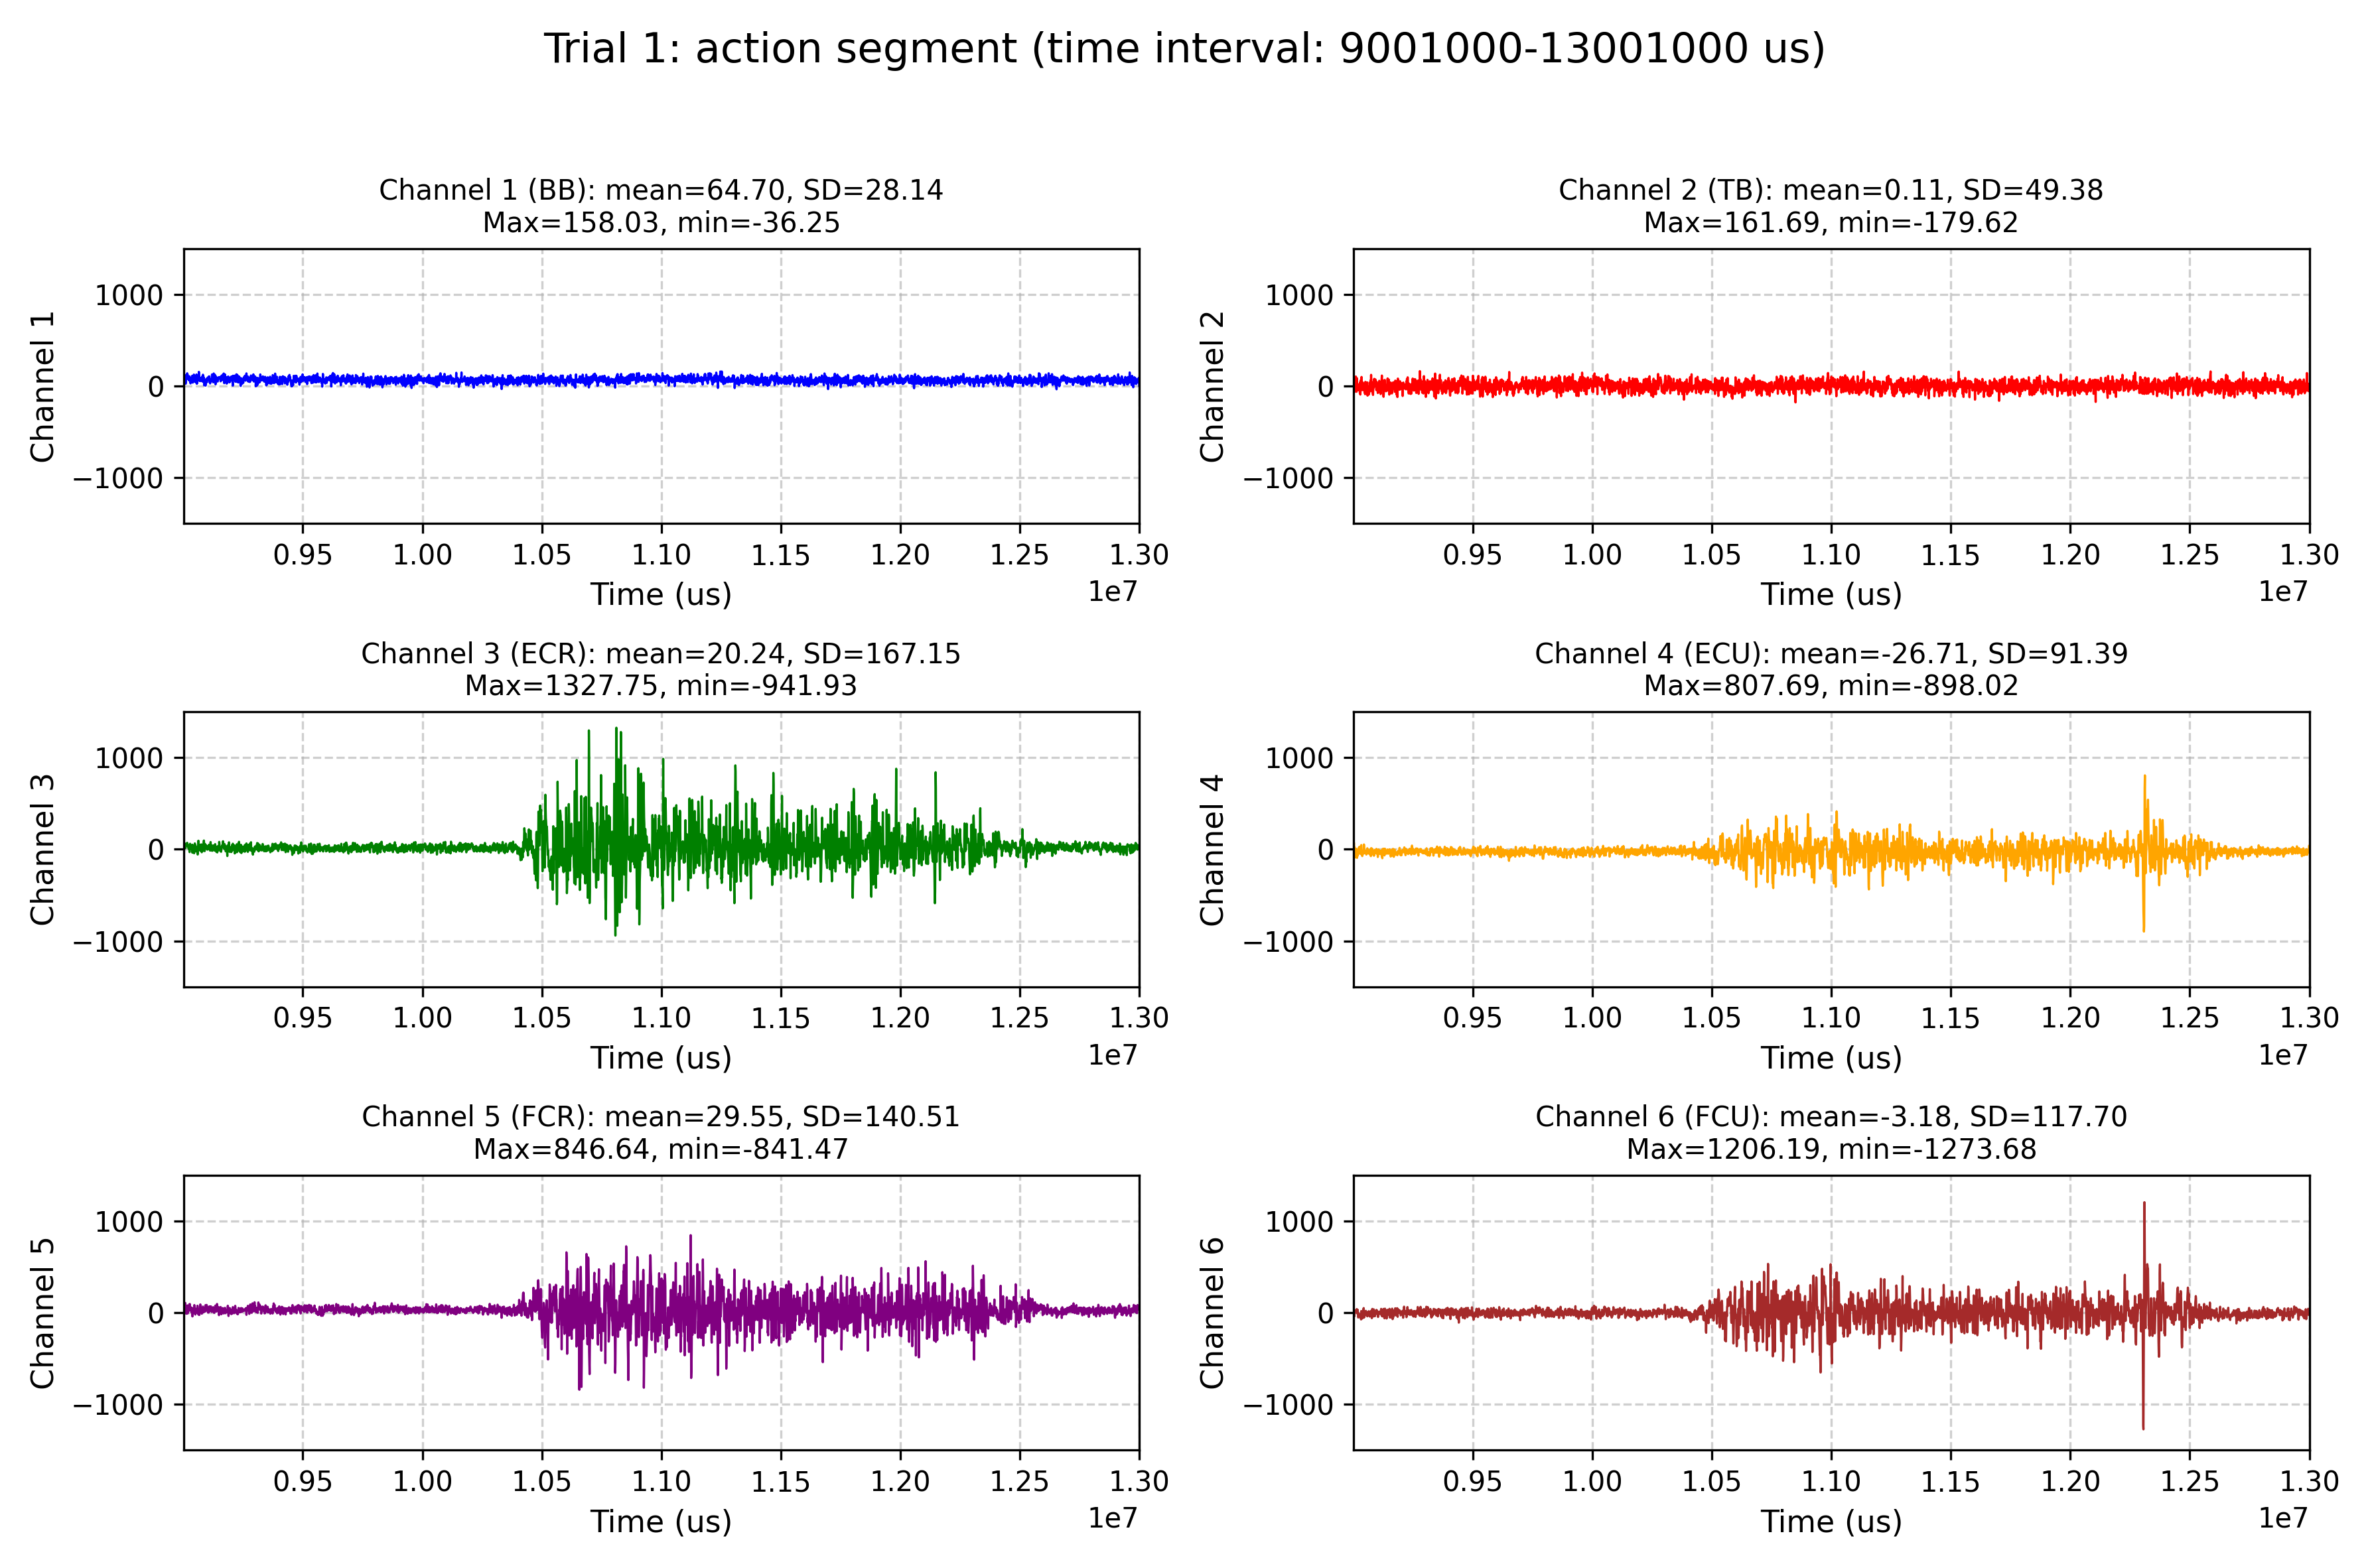 Trial 1: action segment (time interval: 9001000-13001000 us)
Channel 1 (BB): mean=64.70, SD=28.14
Max=158.03, min=-36.25
Channel 1
1000
0
−1000
0.95 1.00 1.05 1.10 1.15 1.20 1.25 1.30
Time (us)
1e7
Channel 2 (TB): mean=0.11, SD=49.38
Max=161.69, min=-179.62
Channel 2
1000
0
−1000
0.95 1.00 1.05 1.10 1.15 1.20 1.25 1.30
Time (us)
1e7
Channel 3 (ECR): mean=20.24, SD=167.15
Max=1327.75, min=-941.93
Channel 3
1000
0
−1000
0.95 1.00 1.05 1.10 1.15 1.20 1.25 1.30
Time (us)
1e7
Channel 4 (ECU): mean=-26.71, SD=91.39
Max=807.69, min=-898.02
Channel 4
1000
0
−1000
0.95 1.00 1.05 1.10 1.15 1.20 1.25 1.30
Time (us)
1e7
Channel 5 (FCR): mean=29.55, SD=140.51
Max=846.64, min=-841.47
Channel 5
1000
0
−1000
0.95 1.00 1.05 1.10 1.15 1.20 1.25 1.30
Time (us)
1e7
Channel 6 (FCU): mean=-3.18, SD=117.70
Max=1206.19, min=-1273.68
Channel 6
1000
0
−1000
0.95 1.00 1.05 1.10 1.15 1.20 1.25 1.30
Time (us)
1e7